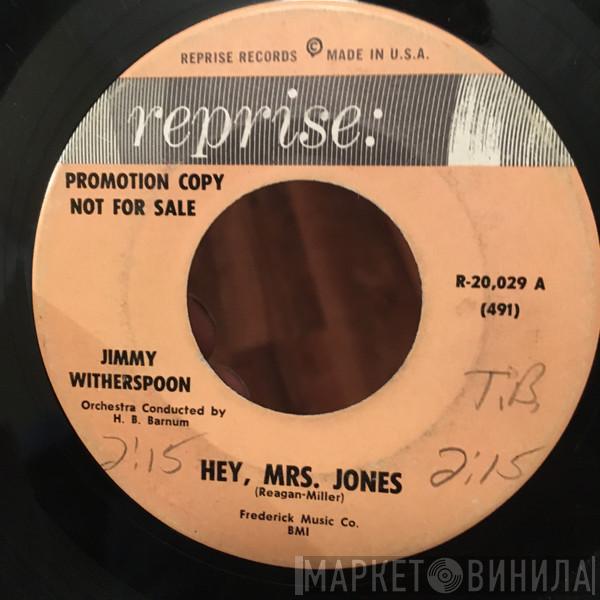 REPRISE RECORDS © MADE IN U.S.A.
reprise:
PROMOTION COPY
NOT FOR SALE
R-20,029 A
(491)
JIMMY
WITHERSPOON
Orchestra Conducted by
H. B. Barnum
T.B.
2:15
HEY, MRS. JONES
2:15
(Reagan-Miller)
Frederick Music Co.
BMI
МАРКЕТ ВИНИЛА